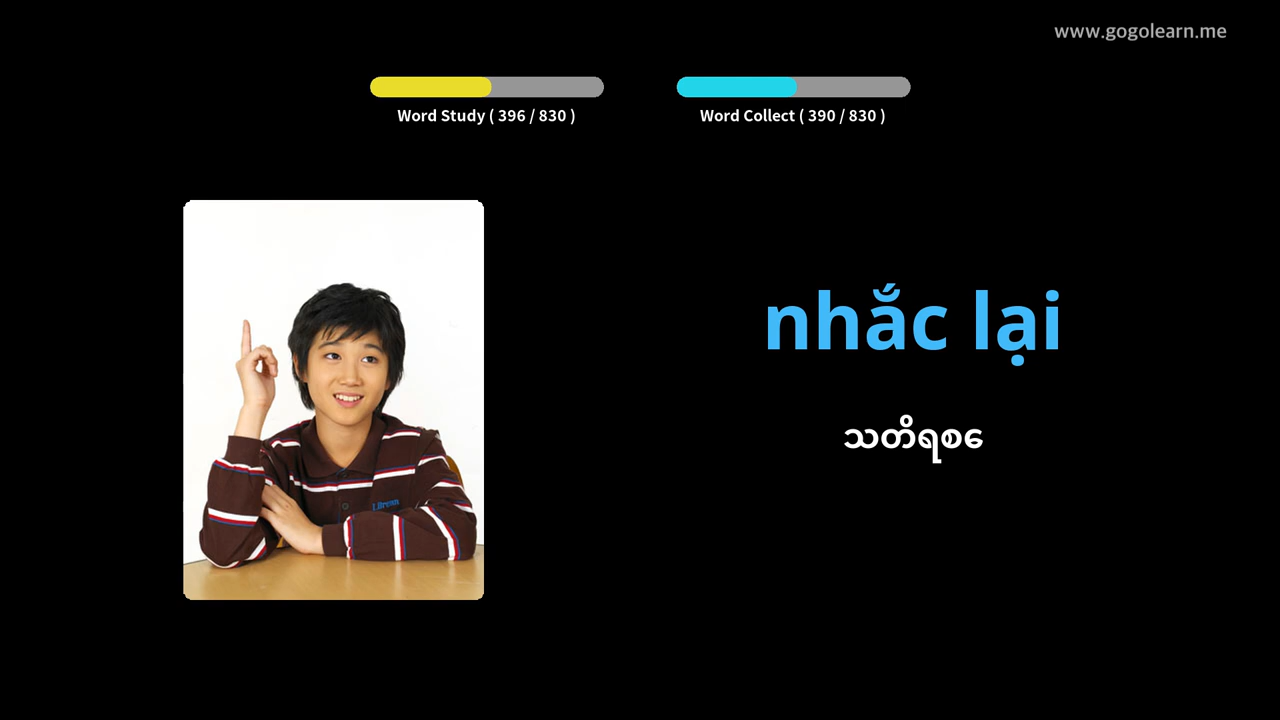 www.gogolearn.me
Word Study ( 396 / 830 )
Word Collect ( 390 / 830 )
nhắc lại
သတိရစေ